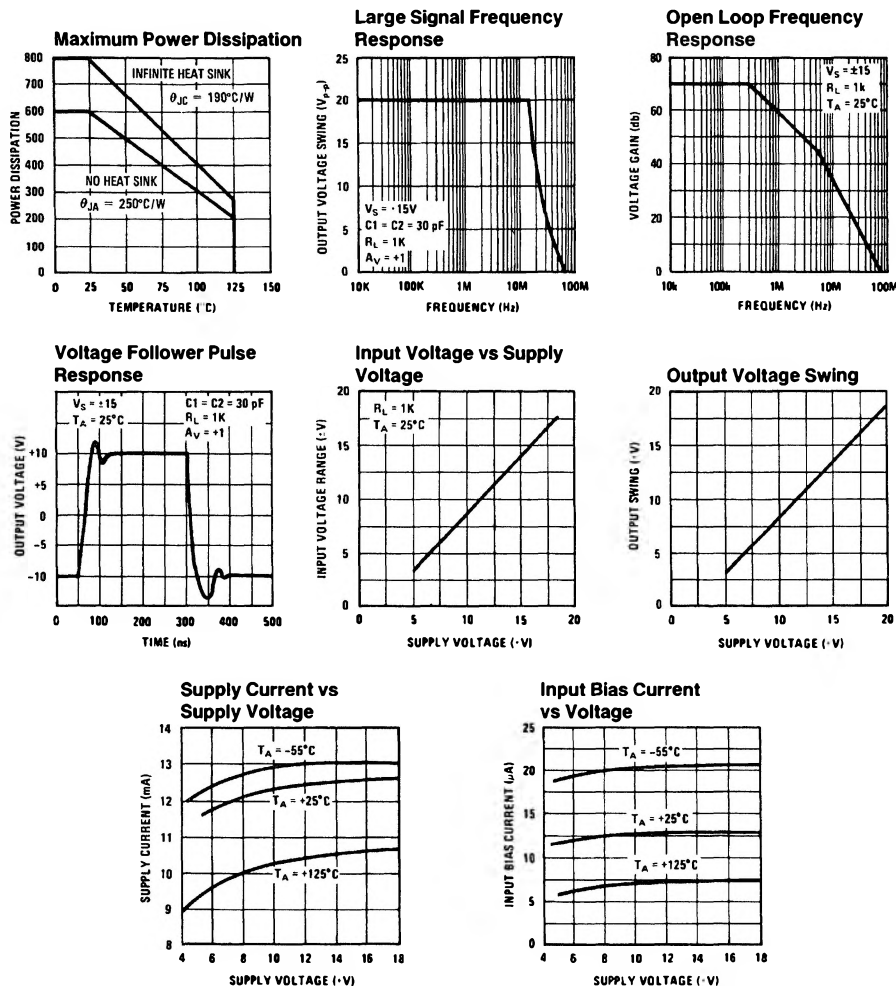 Maximum Power Dissipation
800
700
600
500
400
300
200
100
0
POWER DISSIPATION
INFINITE HEAT SINK
θJC = 190°C/W
NO HEAT SINK
θJA = 250°C/W
0 25 50 75 100 125 150
TEMPERATURE (°C)
Large Signal Frequency
Response
25
20
15
10
5
0
OUTPUT VOLTAGE SWING (Vp-p)
VS = ·15V
C1 = C2 = 30 pF
RL = 1K
AV = +1
10K 100K 1M 10M 100M
FREQUENCY (Hz)
Open Loop Frequency
Response
80
60
40
20
0
VOLTAGE GAIN (db)
VS = ±15
RL = 1k
TA = 25°C
10k 100k 1M 10M 100M
FREQUENCY (Hz)
Voltage Follower Pulse
Response
VS = ±15
TA = 25°C
C1 = C2 = 30 pF
RL = 1K
AV = +1
+10
+5
0
-5
-10
OUTPUT VOLTAGE (V)
0 100 200 300 400 500
TIME (ns)
Input Voltage vs Supply
Voltage
20
15
10
5
0
INPUT VOLTAGE RANGE (±V)
RL = 1K
TA = 25°C
0 5 10 15 20
SUPPLY VOLTAGE (·V)
Output Voltage Swing
20
15
10
5
0
OUTPUT SWING (·V)
0 5 10 15 20
SUPPLY VOLTAGE (·V)
Supply Current vs
Supply Voltage
14
13
12
11
10
9
8
SUPPLY CURRENT (mA)
TA = -55°C
TA = +25°C
TA = +125°C
4 6 8 10 12 14 16 18
SUPPLY VOLTAGE (·V)
Input Bias Current
vs Voltage
25
20
15
10
5
0
INPUT BIAS CURRENT (μA)
TA = -55°C
TA = +25°C
TA = +125°C
4 6 8 10 12 14 16 18
SUPPLY VOLTAGE (·V)